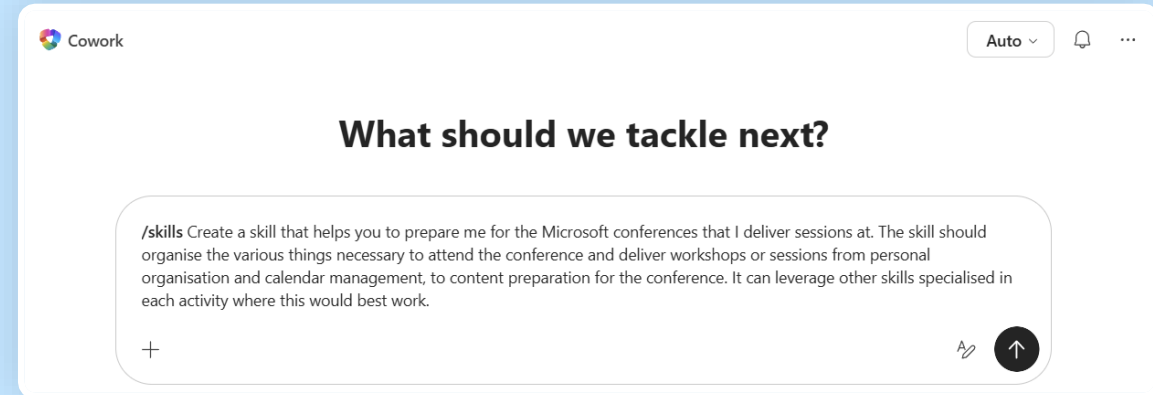 Cowork
Auto
What should we tackle next?
/skills Create a skill that helps you to prepare me for the Microsoft conferences that I deliver sessions at. The skill should
organise the various things necessary to attend the conference and deliver workshops or sessions from personal
organisation and calendar management, to content preparation for the conference. It can leverage other skills specialised in
each activity where this would best work.